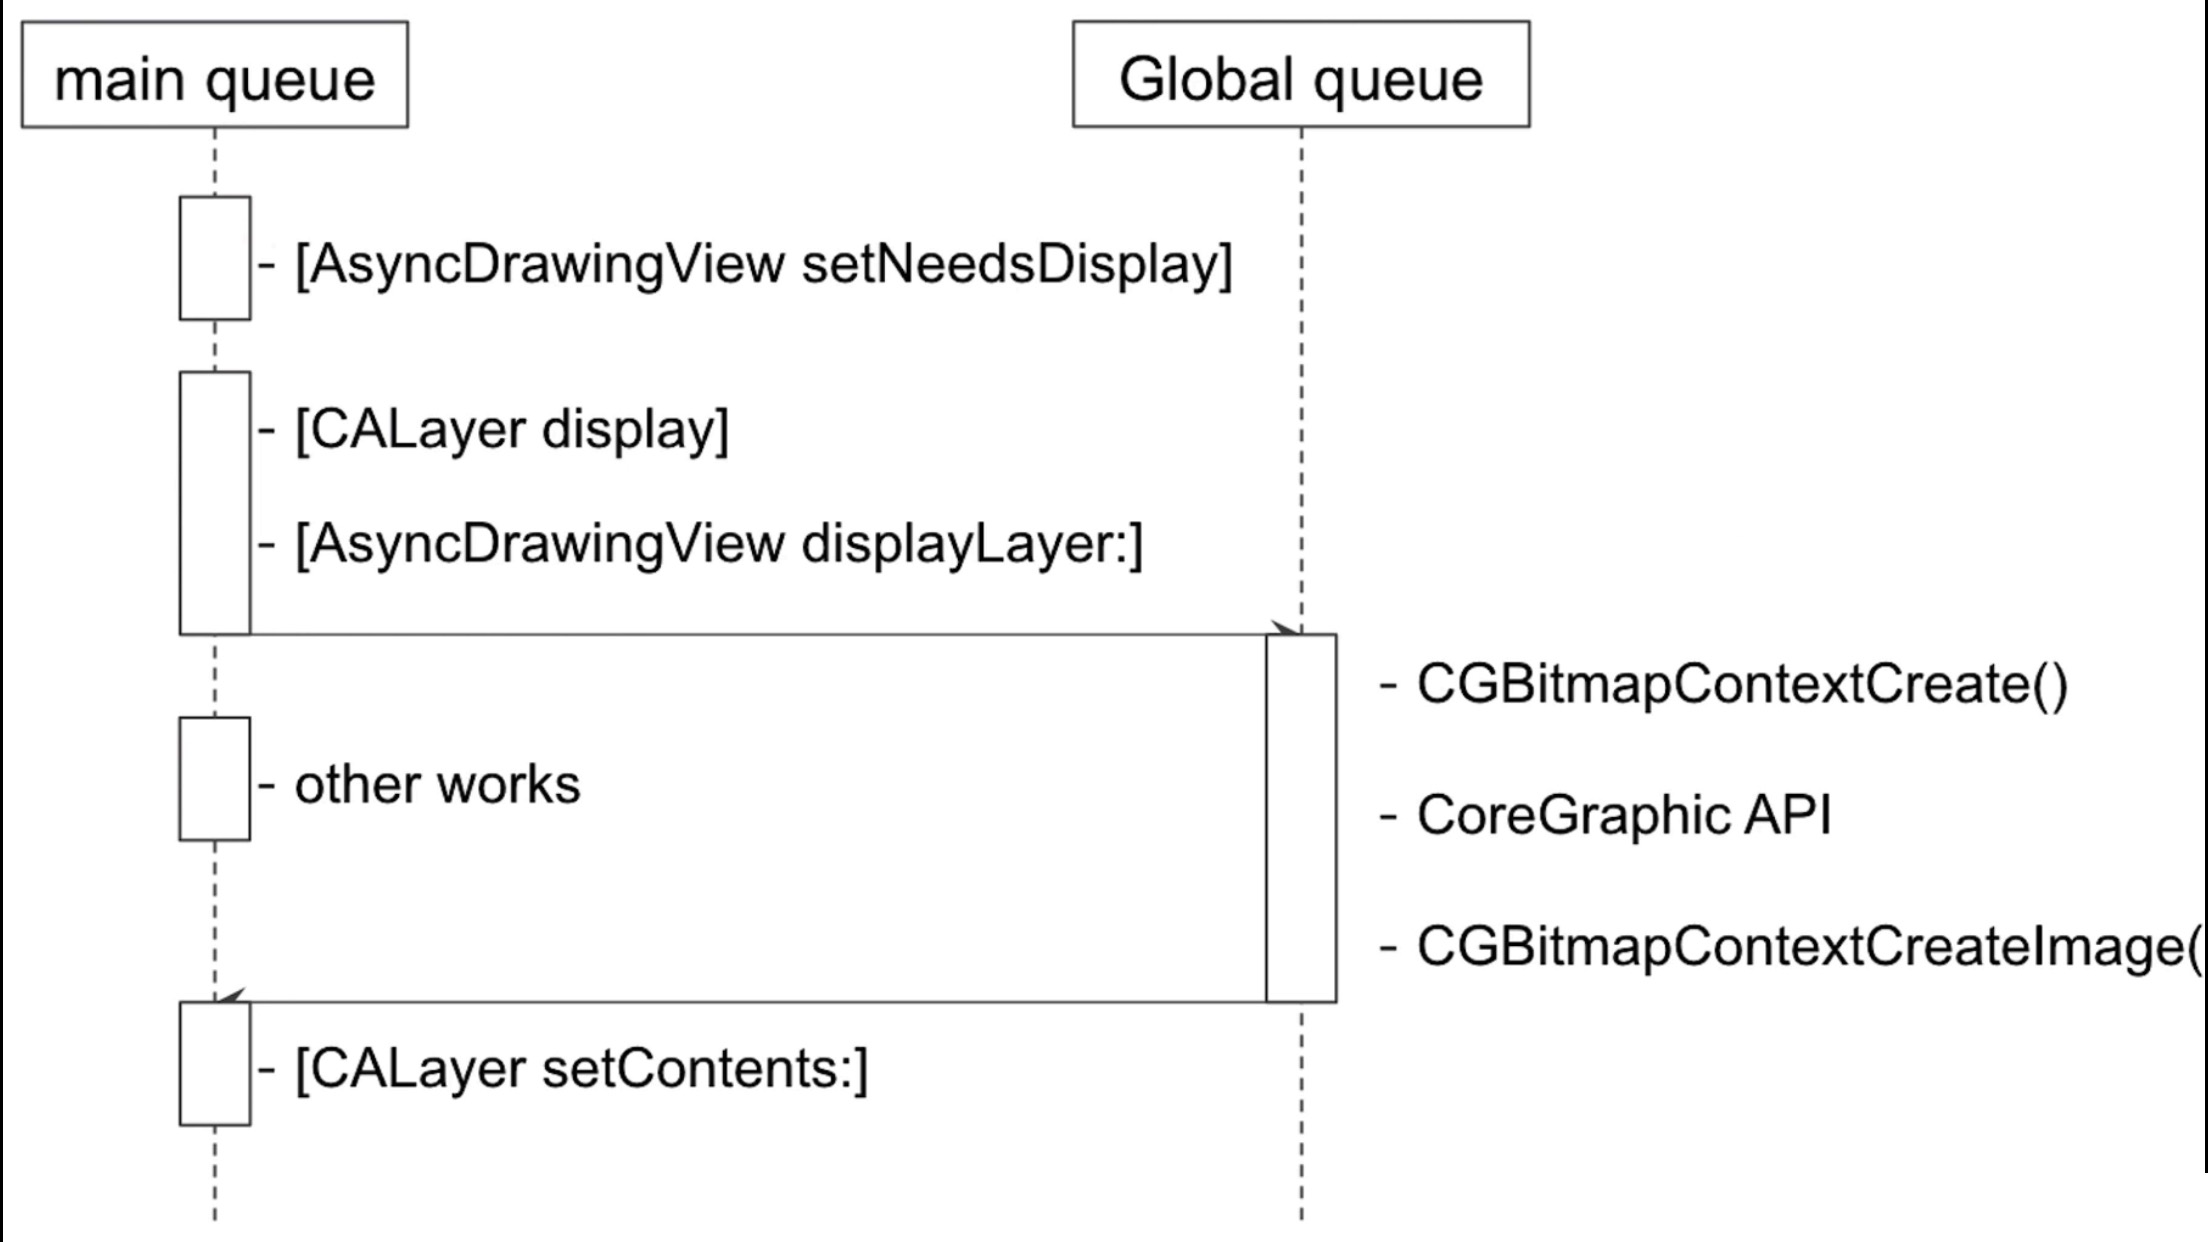 main queue
Global queue
- [AsyncDrawingView setNeedsDisplay]
- [CALayer display]
- [AsyncDrawingView displayLayer:]
- CGBitmapContextCreate()
- other works
- CoreGraphic API
- CGBitmapContextCreateImage(
- [CALayer setContents:]